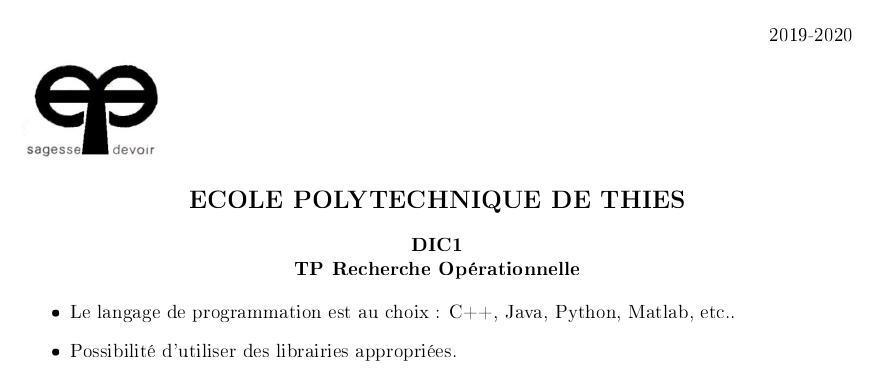 2019-2020
sagesse devoir
ECOLE POLYTECHNIQUE DE THIES
DIC1
TP Recherche Opérationnelle
• Le langage de programmation est au choix : C++, Java, Python, Matlab, etc..
• Possibilité d'utiliser des librairies appropriées.